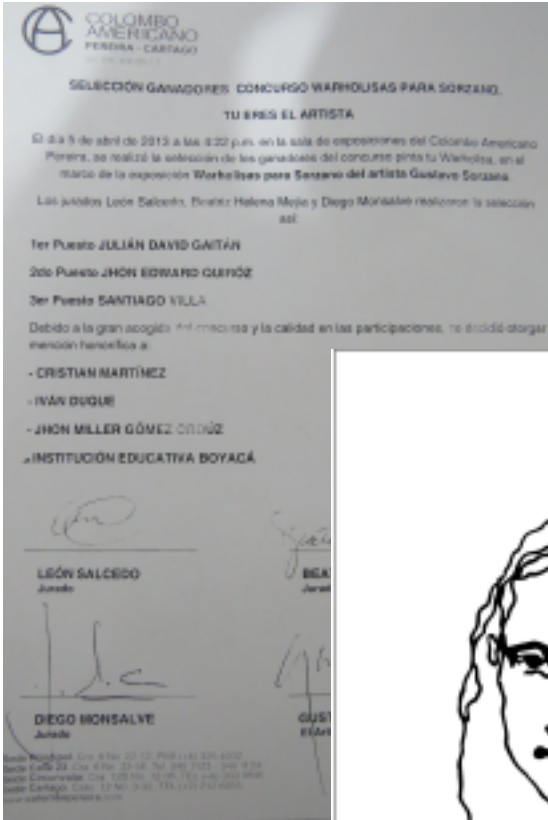 COLOMBO
AMERICANO
PEREIRA - CARTAGO
SELECCIÓN GANADORES CONCURSO WARHOLISAS PARA SORZANO,
TU ERES EL ARTISTA
El día 5 de abril de 2013 a las 4:22 p.m. en la sala de exposiciones del Colombo Americano
Pereira, se realizó la selección de los ganadores del concurso pinta tu Warholisa, en el
marco de la exposición Warholisas para Sorzano del artista Gustavo Sorzano
Los jurados León Salcedo, Beatriz Helena Mejía y Diego Monsalve realizaron la selección
así:
1er Puesto JULIÁN DAVID GAITÁN
2do Puesto JHON EDWARD QUIRÓZ
3er Puesto SANTIAGO VILLA
Debido a la gran acogida del concurso y la calidad en las participaciones, se decidió otorgar
mención honorífica a:
- CRISTIAN MARTÍNEZ
- IVÁN DUQUE
- JHON MILLER GÓMEZ
- INSTITUCIÓN EDUCATIVA BOYACÁ
LEÓN SALCEDO
Jurado
BEA
Jurad
DIEGO MONSALVE
Jurado
GUST
El Art